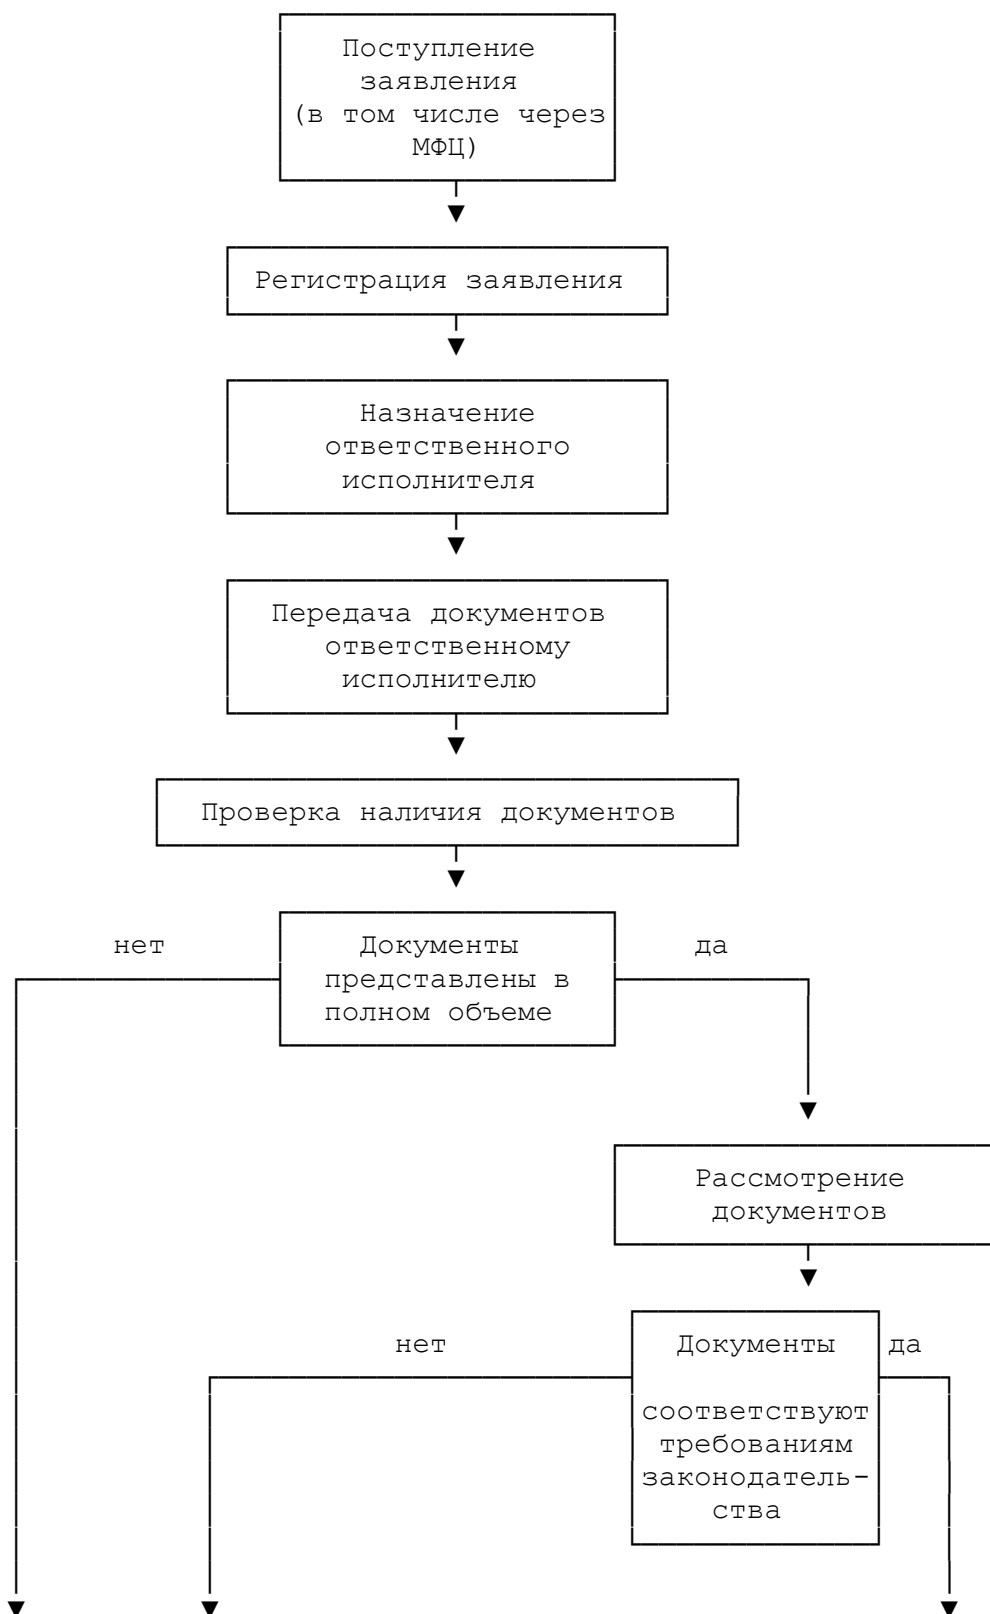 Поступление
заявления
(в том числе через
МФЦ)
Регистрация заявления
Назначение
ответственного
исполнителя
Передача документов
ответственному
исполнителю
Проверка наличия документов
нет
Документы
да
представлены в
полном объеме
Рассмотрение
документов
нет
Документы
да
соответствуют
требованиям
законодатель-
ства